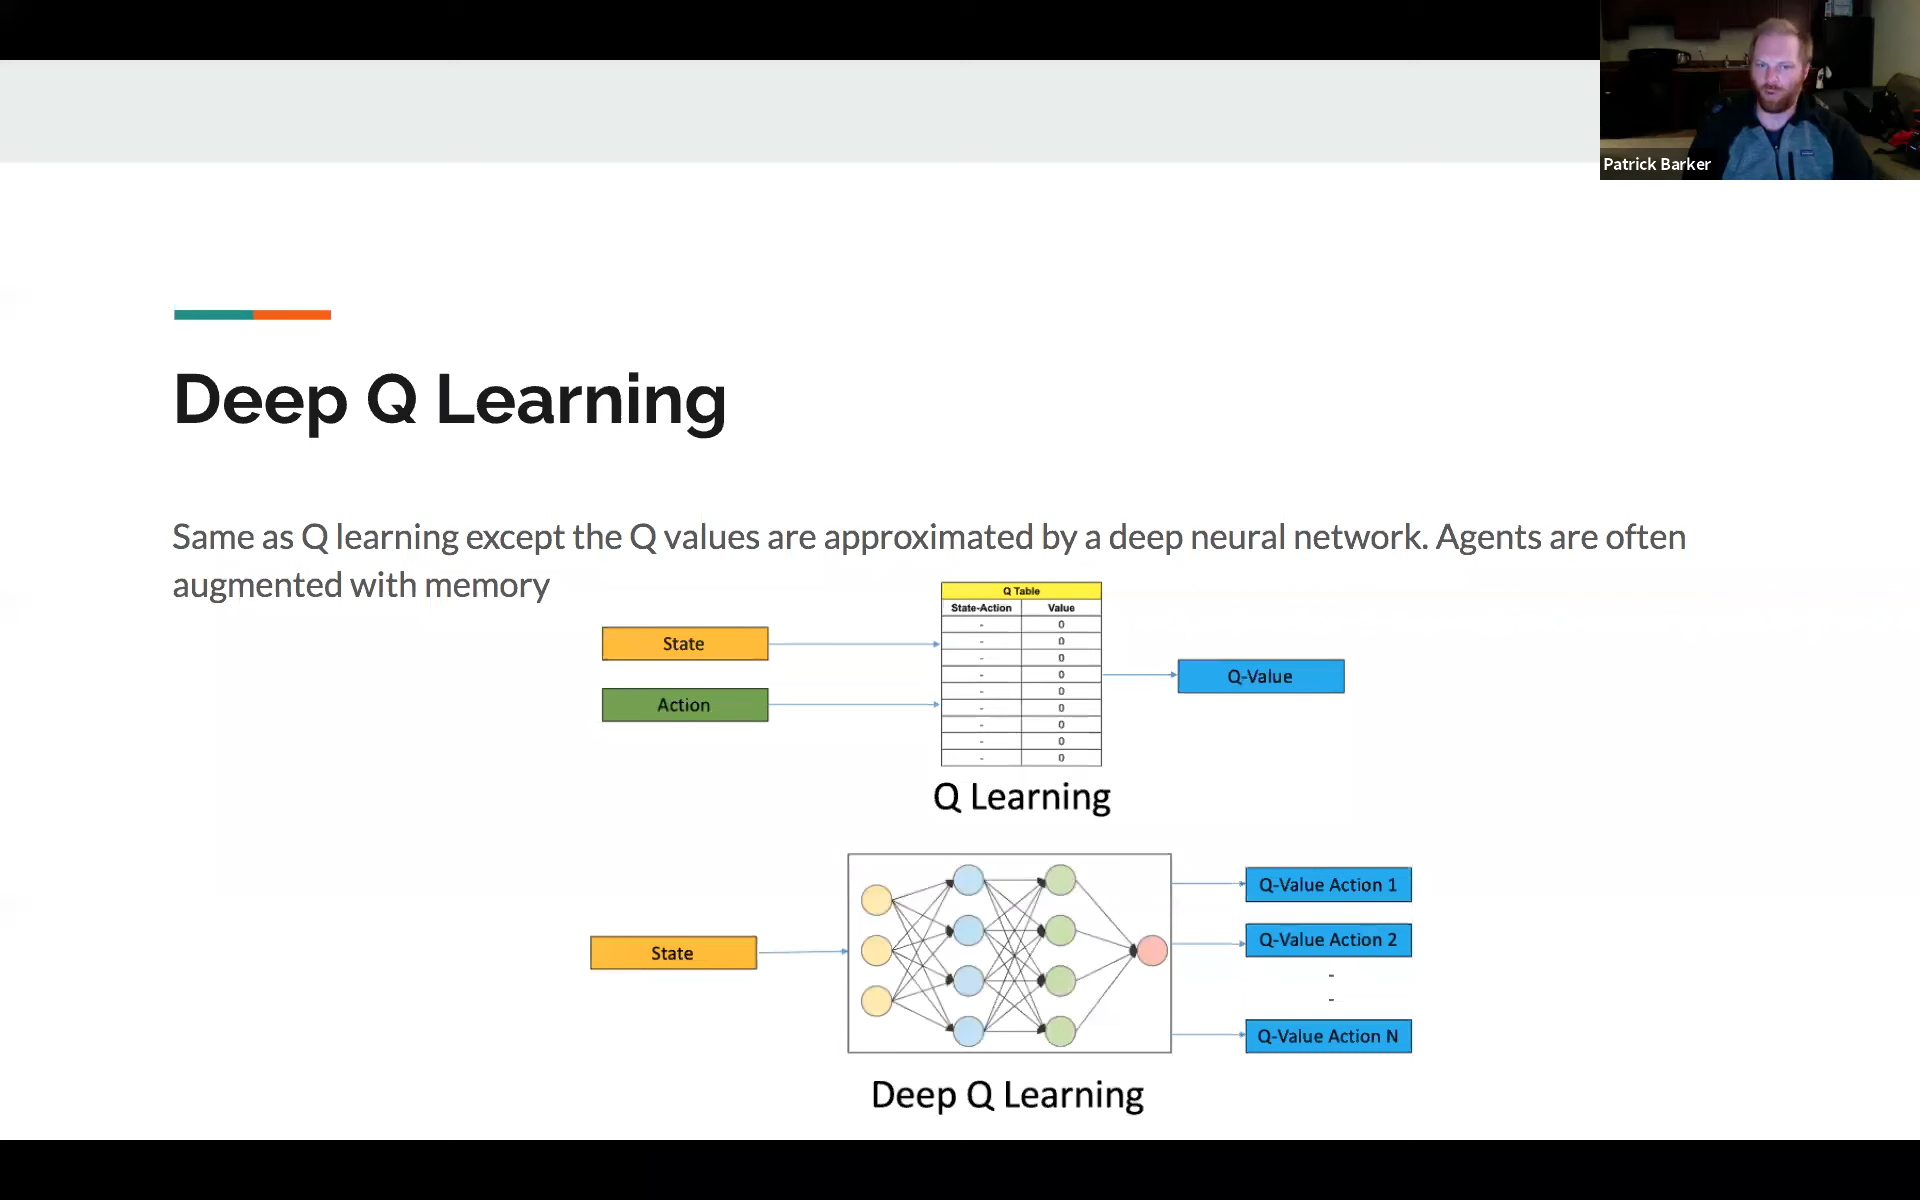 Patrick Barker
Deep Q Learning
Same as Q learning except the Q values are approximated by a deep neural network. Agents are often
augmented with memory
Q Table
State-Action Value
- 0
- 0
- 0
- 0
- 0
- 0
- 0
- 0
- 0
State
Action
Q-Value
Q Learning
State
Q-Value Action 1
Q-Value Action 2
-
-
Q-Value Action N
Deep Q Learning